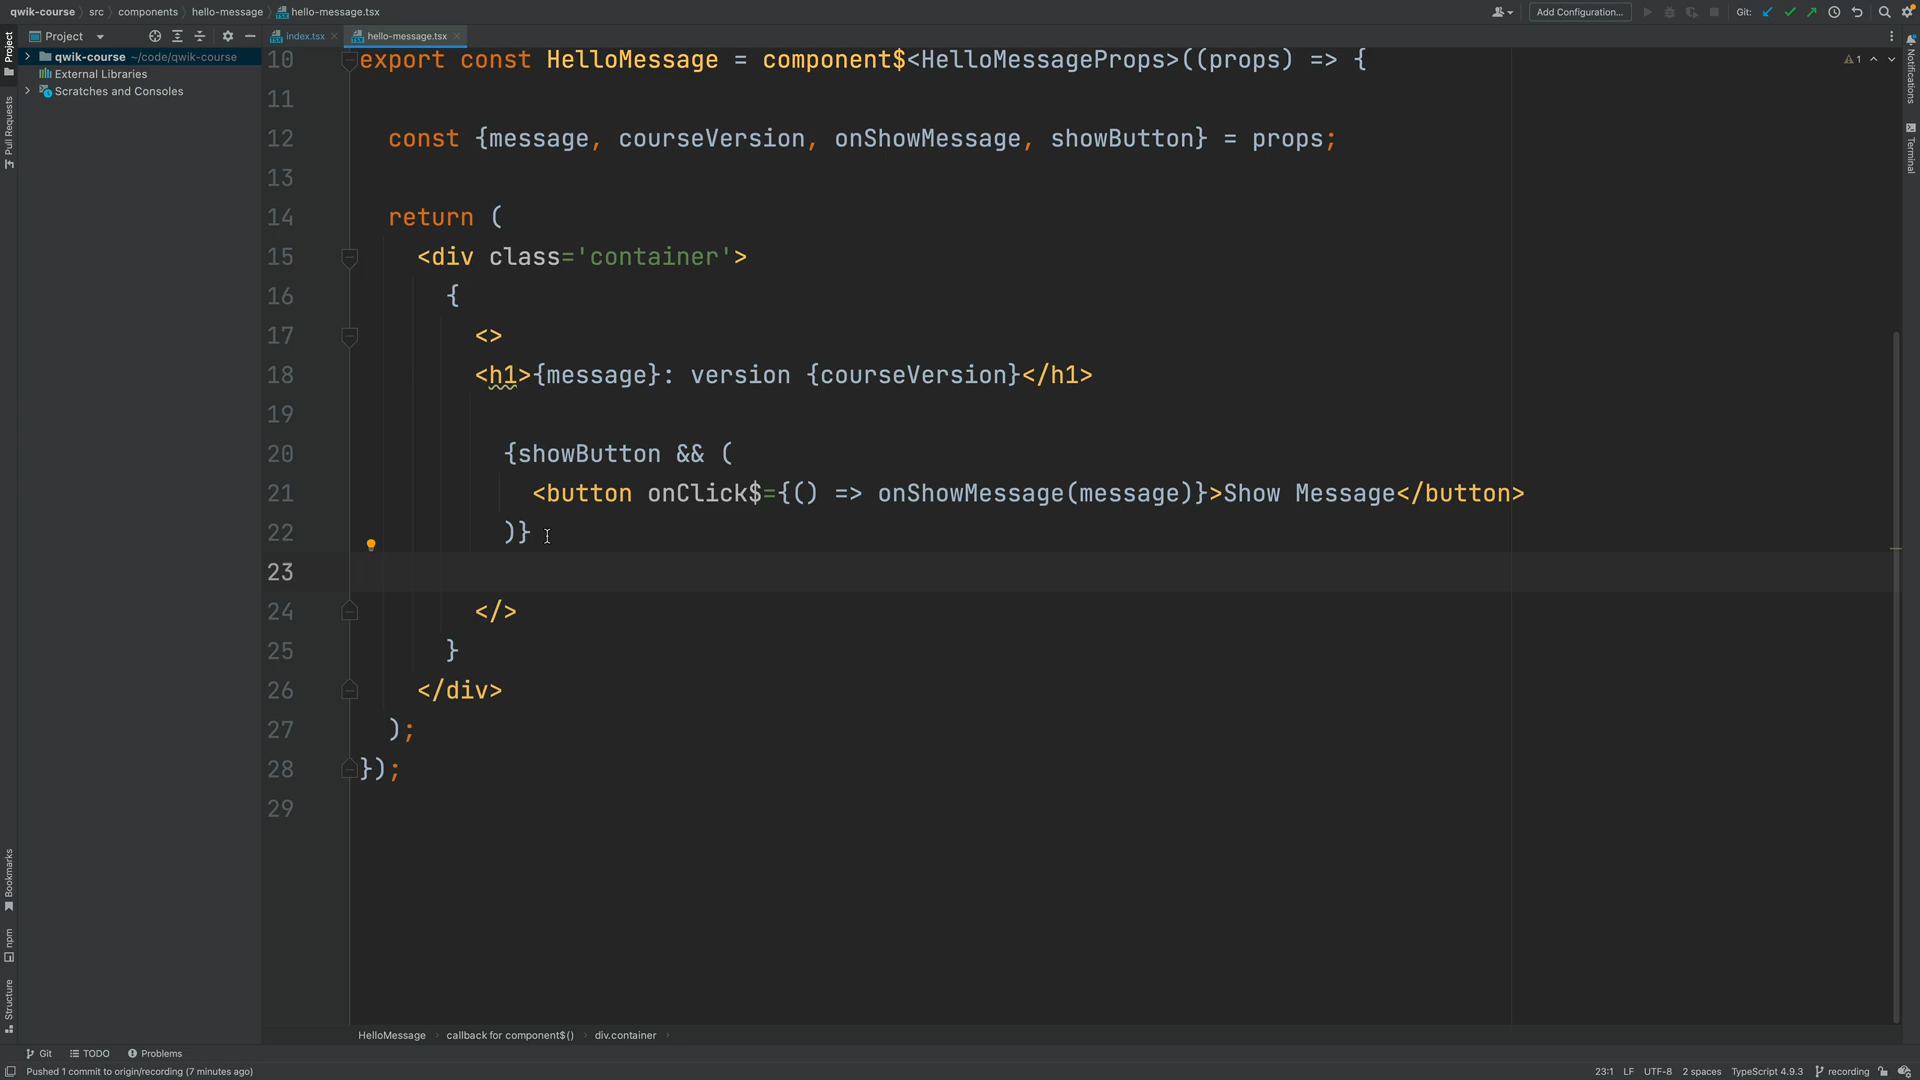 qwik-course src components hello-message hello-message.tsx
Add Configuration... Git:
Project index.tsx hello-message.tsx
qwik-course ~/code/qwik-course
External Libraries
Scratches and Consoles
Project
Pull Requests
Bookmarks
npm
Structure
Notifications
Terminal
1
10 export const HelloMessage = component$<HelloMessageProps>((props) => {
11
12 const {message, courseVersion, onShowMessage, showButton} = props;
13
14 return (
15 <div class='container'>
16 {
17 <>
18 <h1>{message}: version {courseVersion}</h1>
19
20 {showButton && (
21 <button onClick$={() => onShowMessage(message)}>Show Message</button>
22 )}
23
24 </>
25 }
26 </div>
27 );
28 });
29
HelloMessage callback for component$() div.container
Git TODO Problems
Pushed 1 commit to origin/recording (7 minutes ago) 23:1 LF UTF-8 2 spaces TypeScript 4.9.3 recording